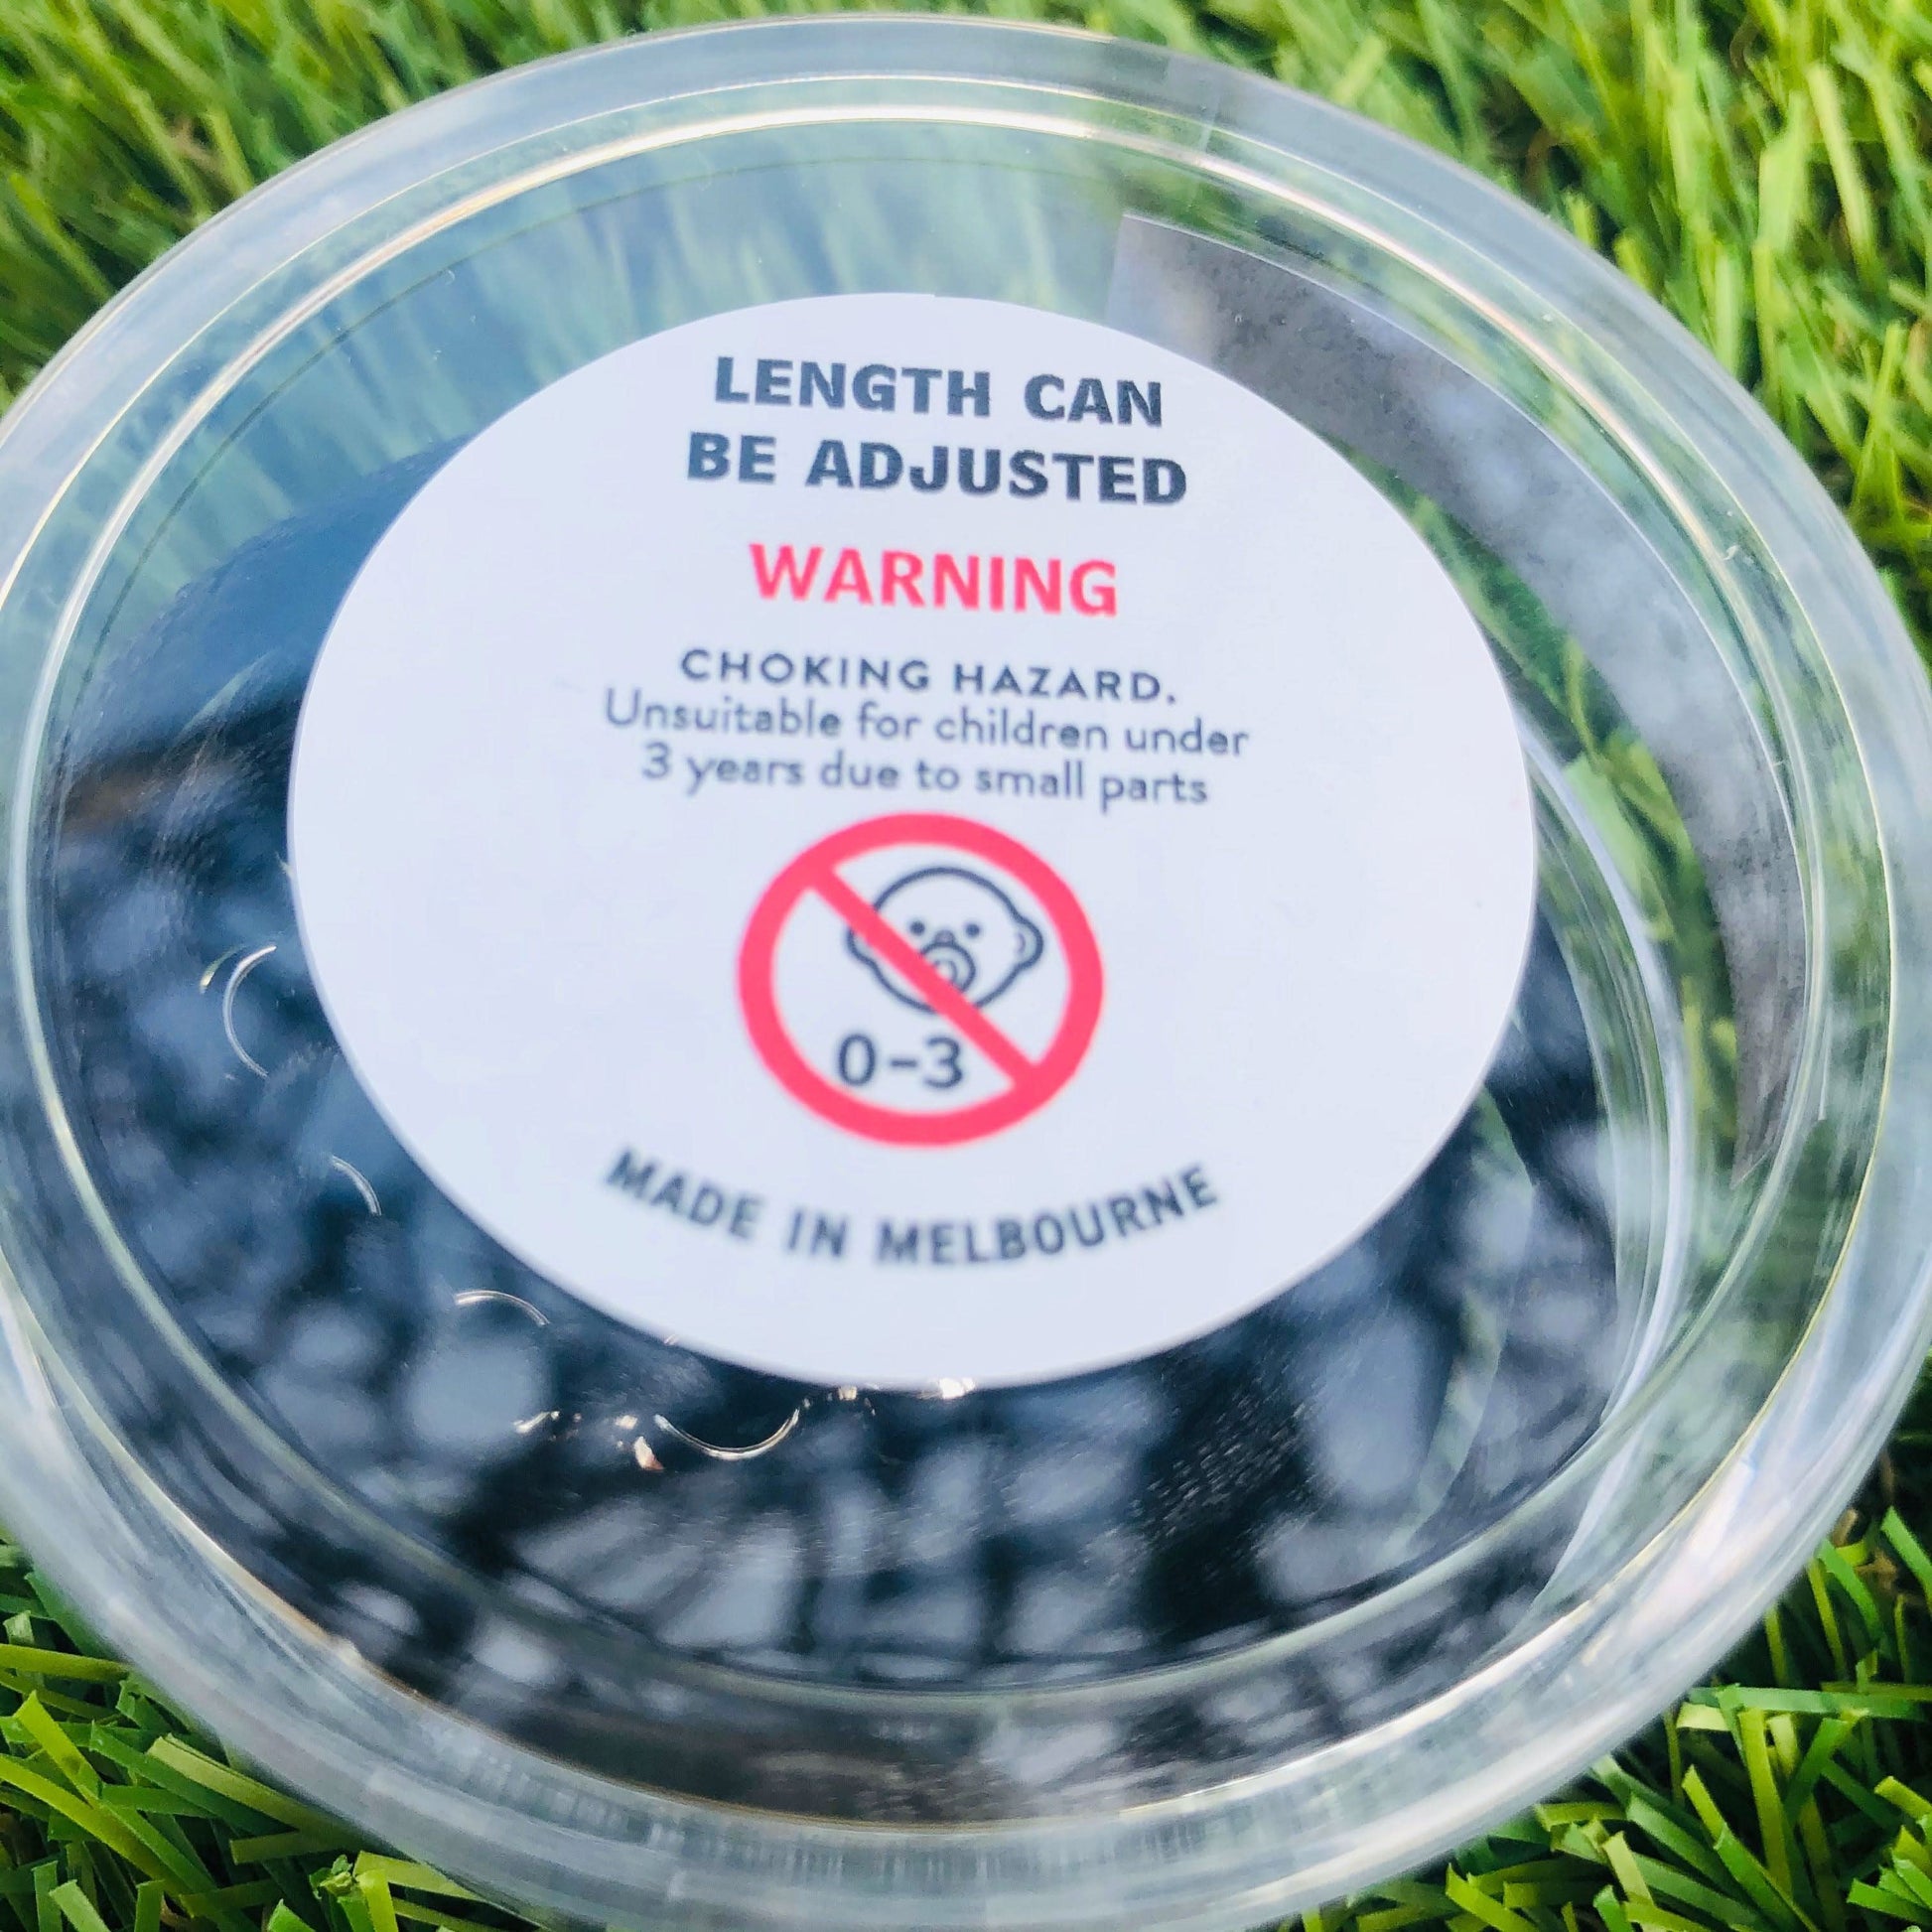 LENGTH CAN
BE ADJUSTED
WARNING
CHOKING HAZARD.
Unsuitable for children under
3 years due to small parts
0-3
MADE IN MELBOURNE